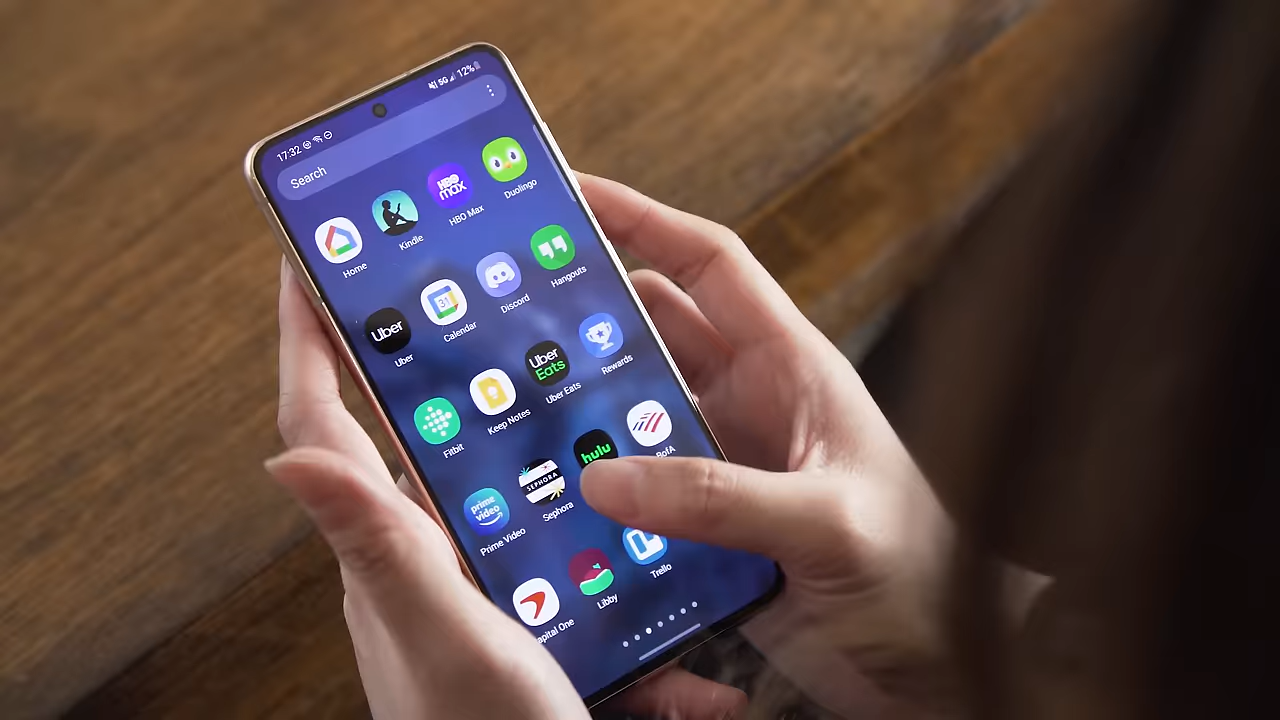 17:32
5G 12%
Search
Home
Kindle
HBO
max
HBO Max
Duolingo
Uber
Uber
31
Calendar
Discord
Hangouts
Fitbit
Keep Notes
Uber
Eats
Uber Eats
Rewards
prime
video
Prime Video
SEPHORA
Sephora
hulu
BofA
apital One
Libby
Trello